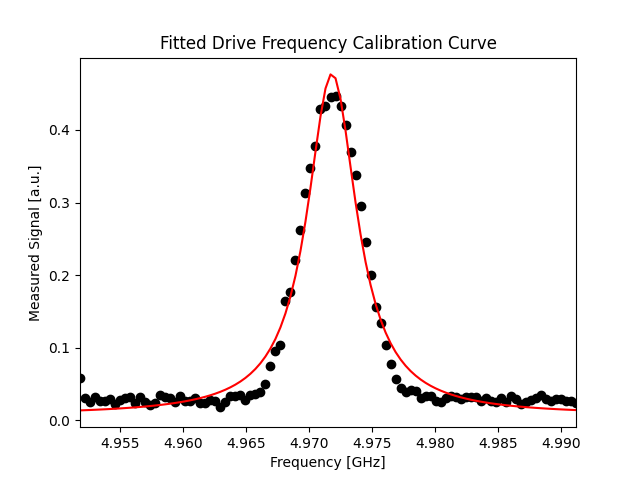 Fitted Drive Frequency Calibration Curve
0.4
0.3
0.2
0.1
0.0
Measured Signal [a.u.]
4.955 4.960 4.965 4.970 4.975 4.980 4.985 4.990
Frequency [GHz]